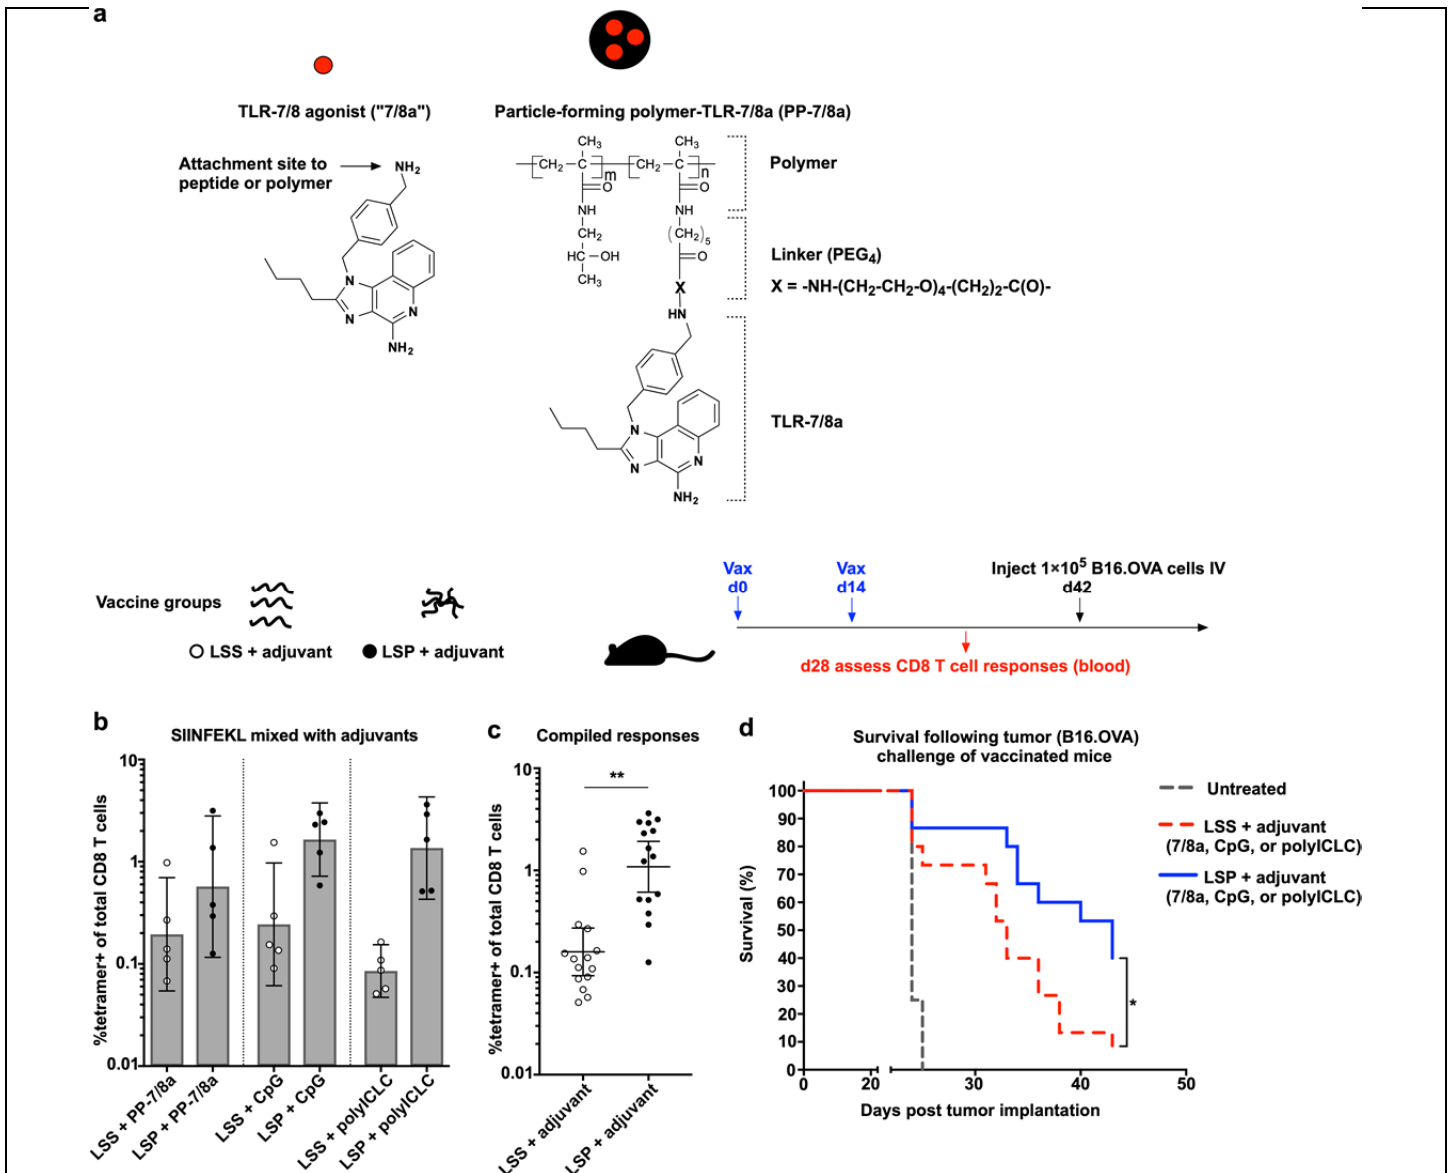 a
TLR-7/8 agonist ("7/8a")
Particle-forming polymer-TLR-7/8a (PP-7/8a)
Attachment site to
peptide or polymer
NH2
N
N
N
NH2
CH2
CH3
C
m
O
NH
CH2
HC
OH
CH3
CH2
CH3
C
n
O
NH
(CH2)5
O
X
HN
N
N
N
NH2
Polymer
Linker (PEG4)
X = -NH-(CH2-CH2-O)4-(CH2)2-C(O)-
TLR-7/8a
Vaccine groups
LSS + adjuvant
LSP + adjuvant
Vax
d0
Vax
d14
Inject 1×10^5 B16.OVA cells IV
d42
d28 assess CD8 T cell responses (blood)
b
SIINFEKL mixed with adjuvants
%tetramer+ of total CD8 T cells
10
1
0.1
0.01
LSS + PP-7/8a
LSP + PP-7/8a
LSS + CpG
LSP + CpG
LSS + polyICLC
LSP + polyICLC
c
Compiled responses
**
%tetramer+ of total CD8 T cells
10
1
0.1
0.01
LSS + adjuvant
LSP + adjuvant
d
Survival following tumor (B16.OVA)
challenge of vaccinated mice
Survival (%)
100
90
80
70
60
50
40
30
20
10
0
0
20
30
40
50
Days post tumor implantation
*
Untreated
LSS + adjuvant
(7/8a, CpG, or polyICLC)
LSP + adjuvant
(7/8a, CpG, or polyICLC)